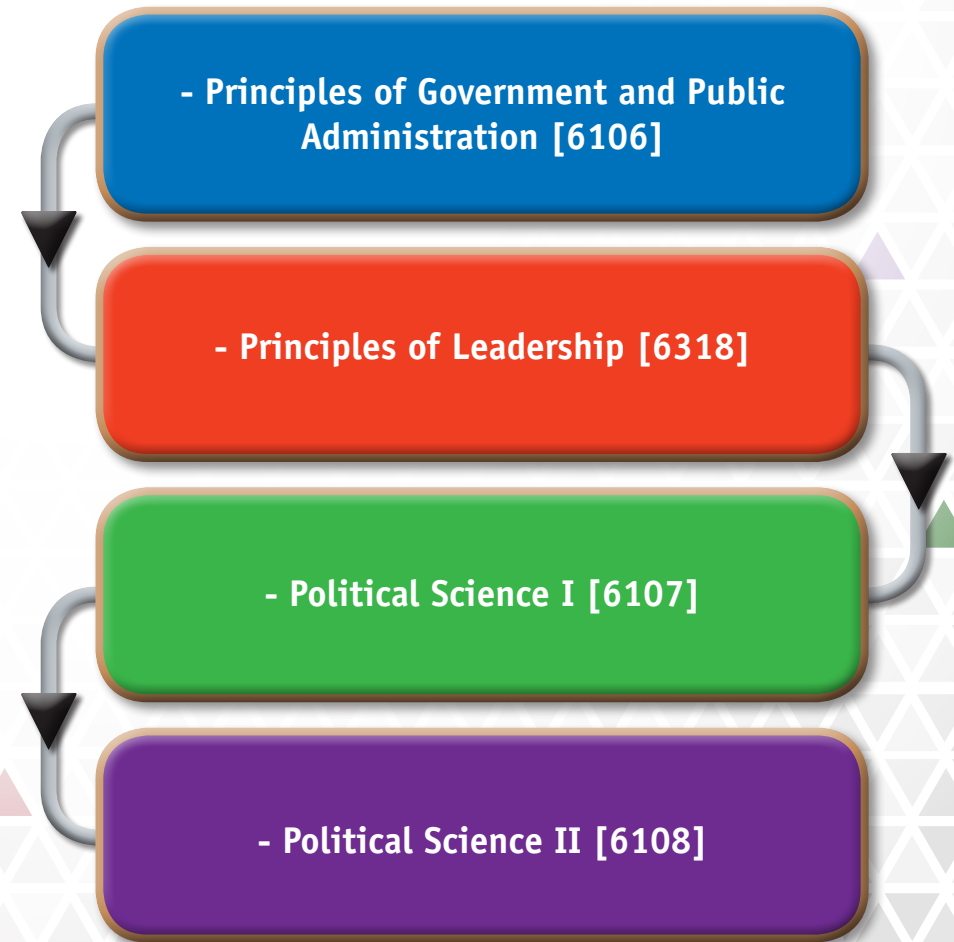 - Principles of Government and Public
Administration [6106]
- Principles of Leadership [6318]
- Political Science I [6107]
- Political Science II [6108]